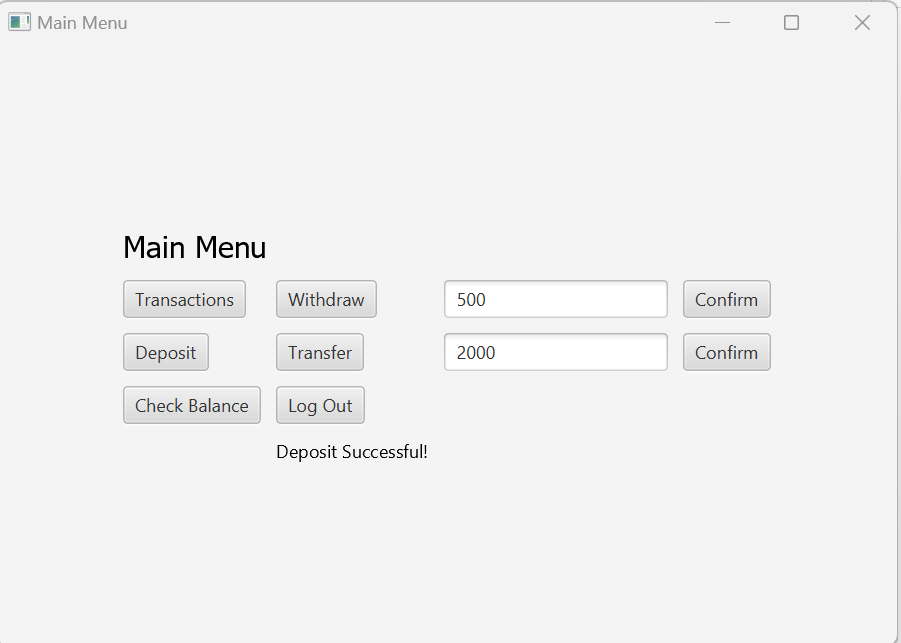 Main Menu
Main Menu
Transactions Withdraw 500 Confirm
Deposit Transfer 2000 Confirm
Check Balance Log Out
Deposit Successful!